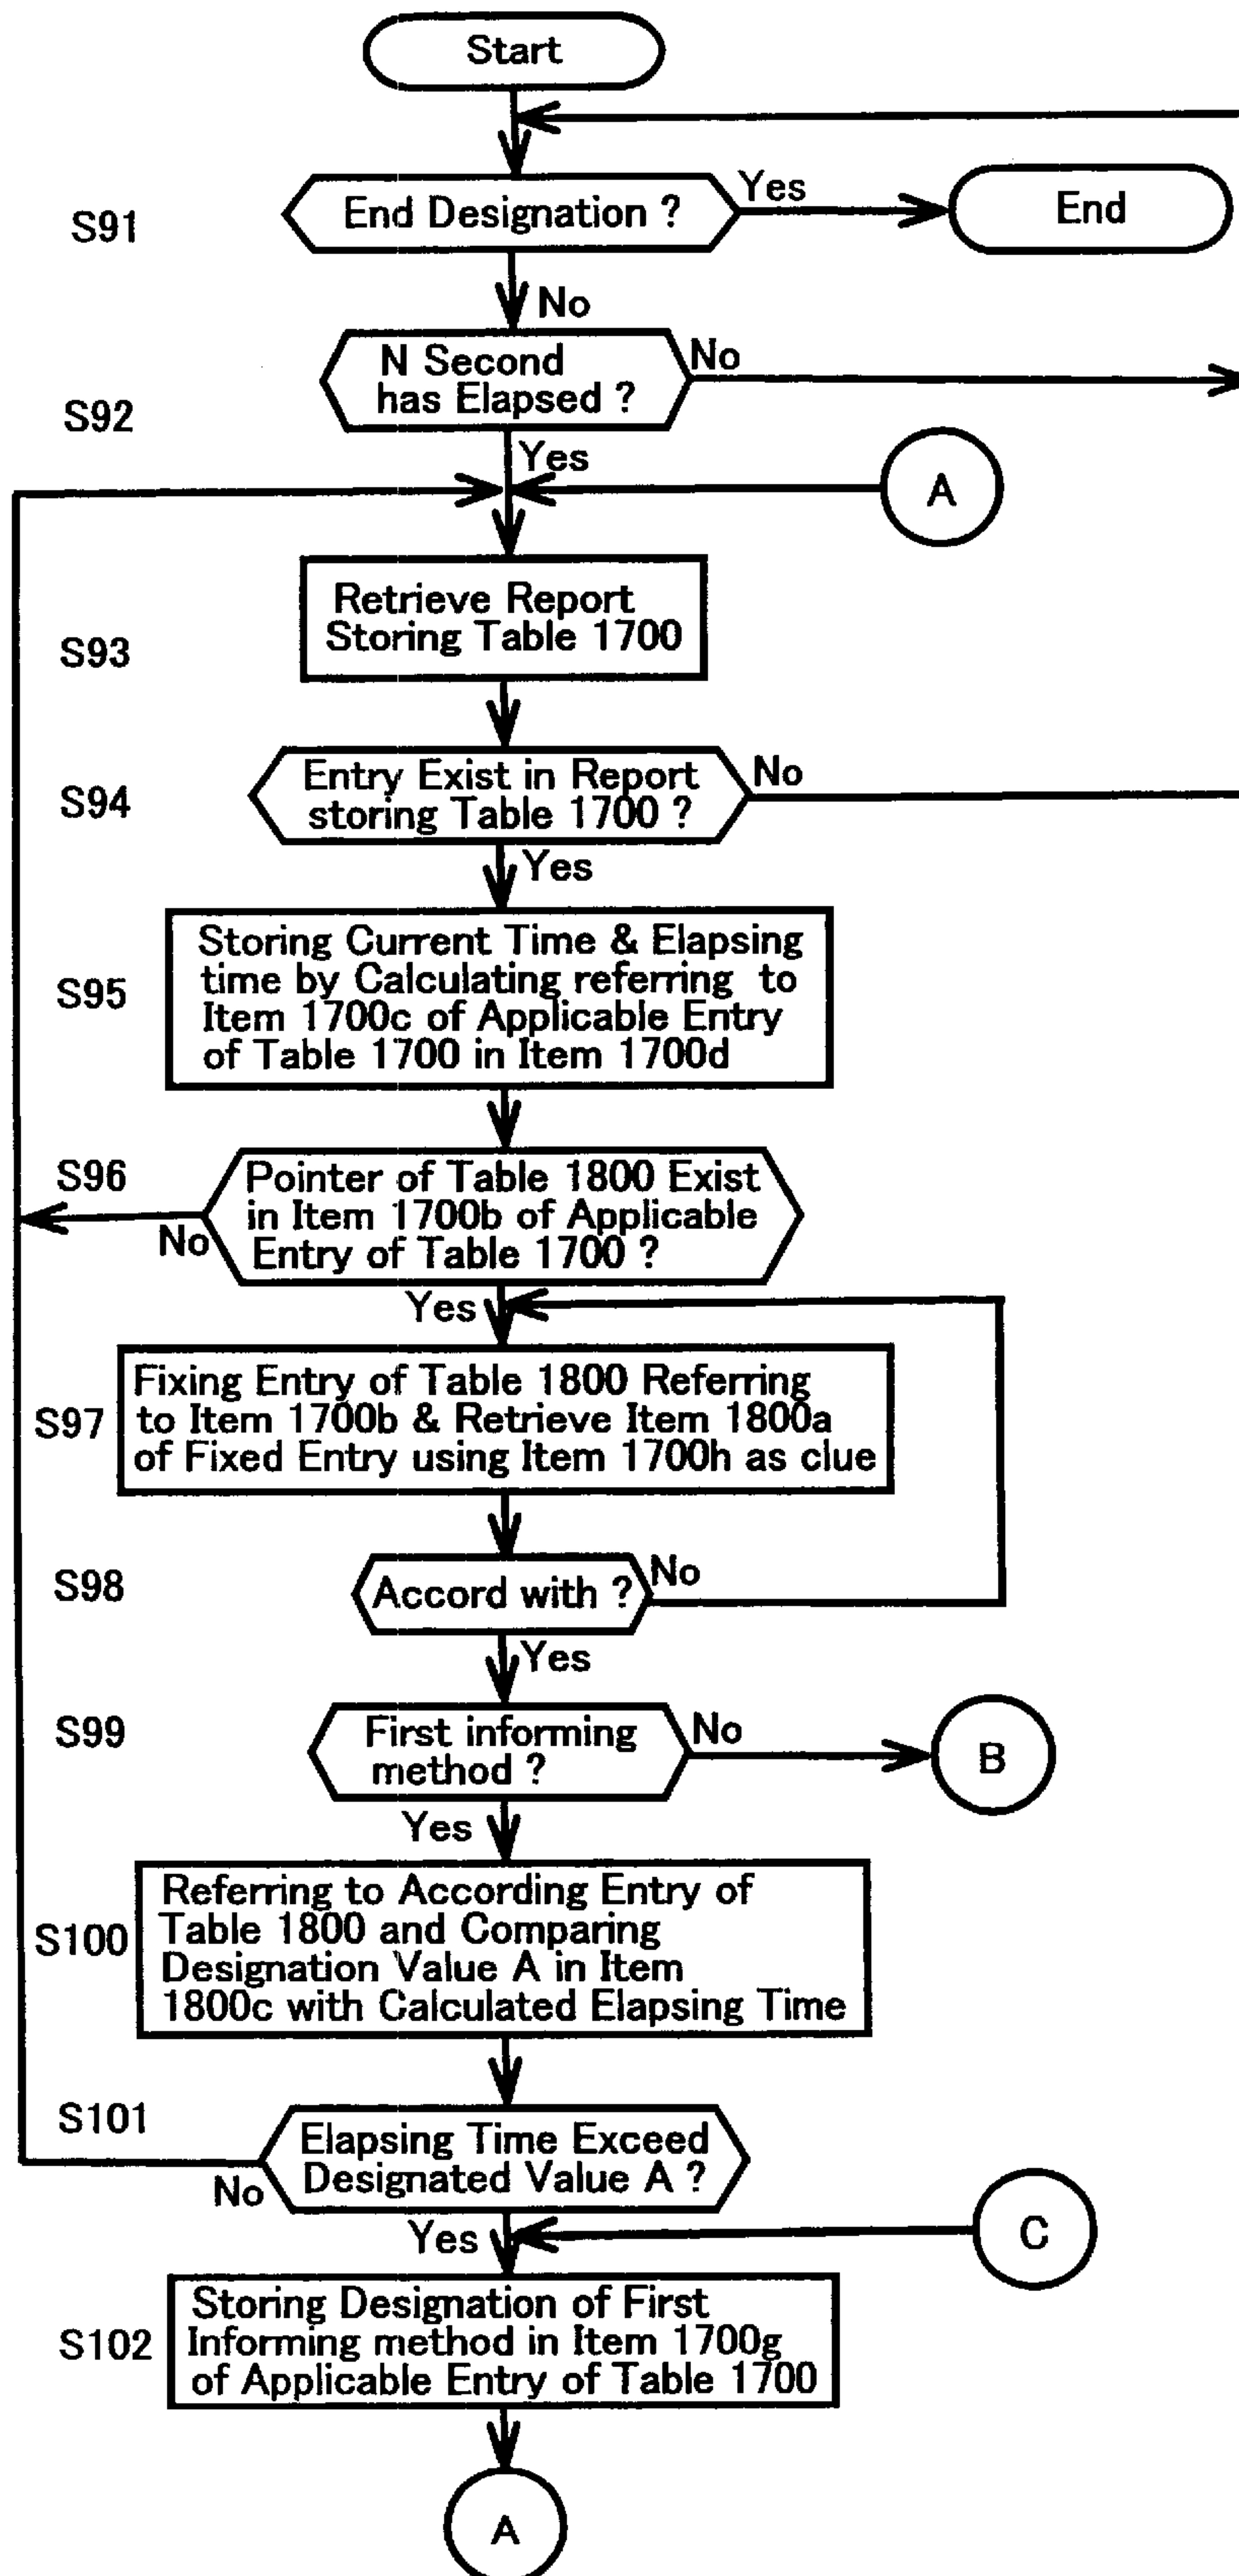 Start
S91
End Designation ?
Yes
End
No
S92
N Second
has Elapsed ?
No
Yes
A
S93
Retrieve Report
Storing Table 1700
S94
Entry Exist in Report
storing Table 1700 ?
No
Yes
S95
Storing Current Time & Elapsing
time by Calculating referring to
Item 1700c of Applicable Entry
of Table 1700 in Item 1700d
S96
Pointer of Table 1800 Exist
in Item 1700b of Applicable
Entry of Table 1700 ?
No
Yes
S97
Fixing Entry of Table 1800 Referring
to Item 1700b & Retrieve Item 1800a
of Fixed Entry using Item 1700h as clue
S98
Accord with ?
No
Yes
S99
First informing
method ?
No
B
Yes
S100
Referring to According Entry of
Table 1800 and Comparing
Designation Value A in Item
1800c with Calculated Elapsing Time
S101
Elapsing Time Exceed
Designated Value A ?
No
Yes
C
S102
Storing Designation of First
Informing method in Item 1700g
of Applicable Entry of Table 1700
A